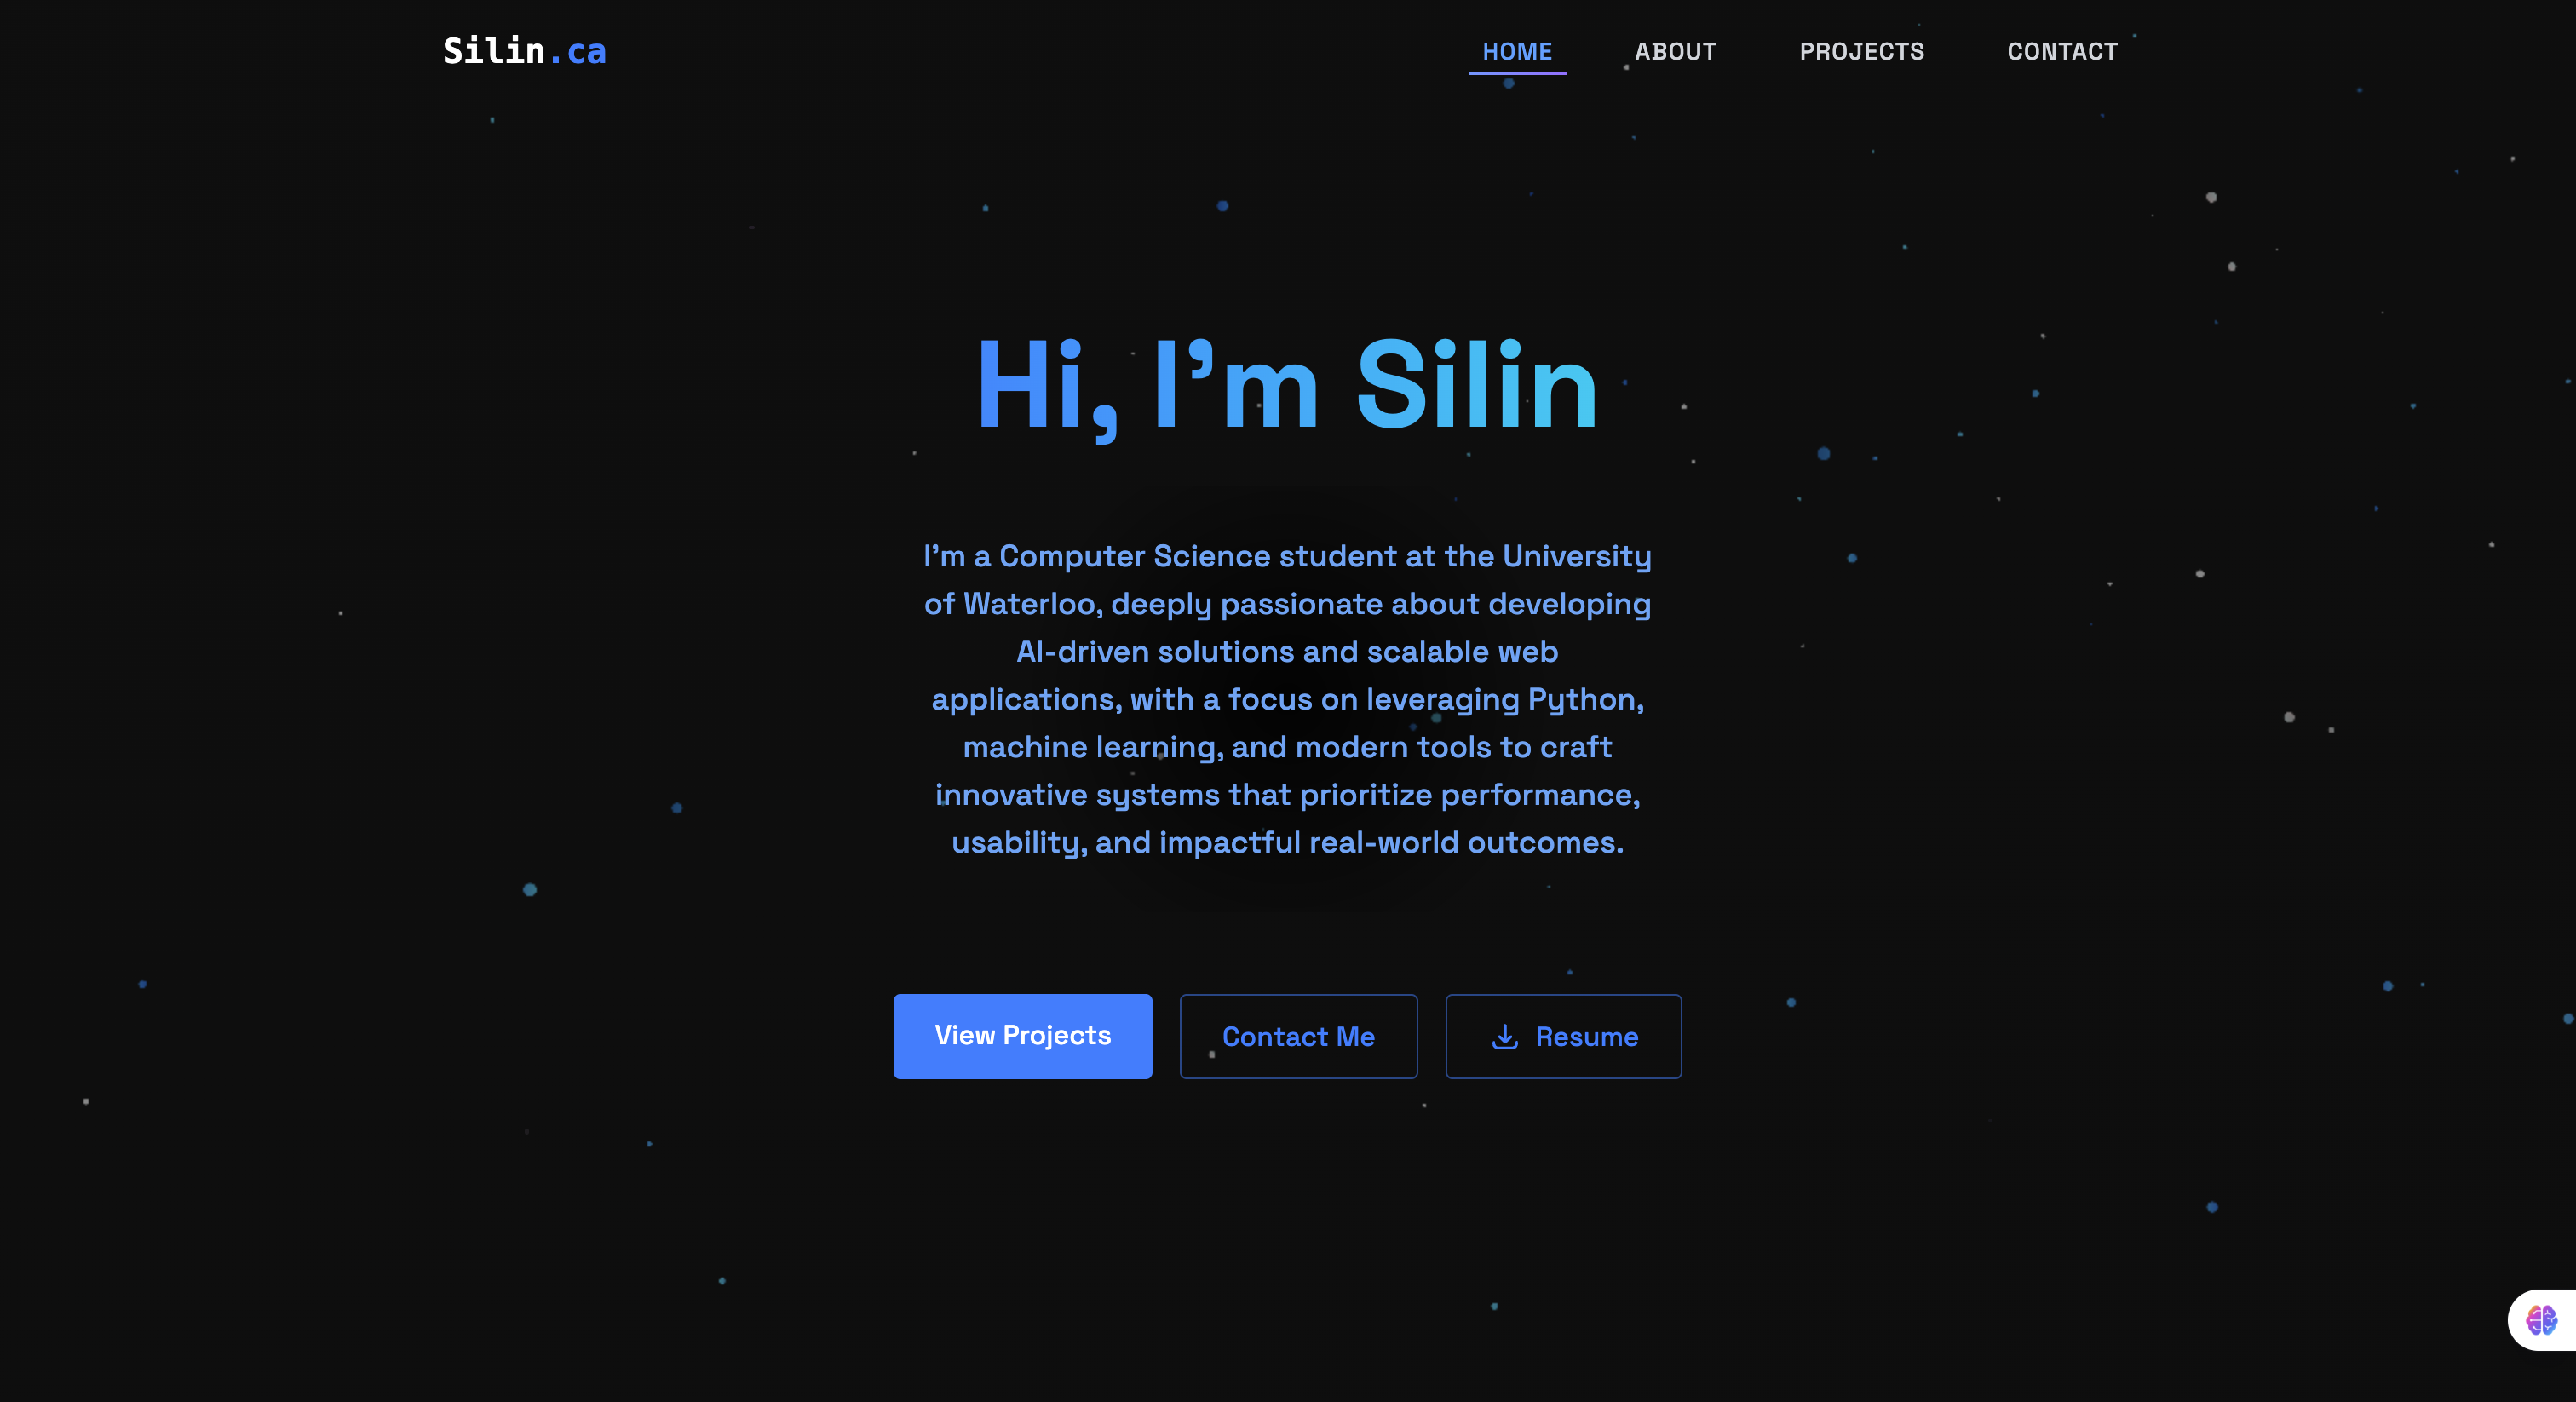 Silin.ca
HOME ABOUT PROJECTS CONTACT
Hi, I’m Silin
I’m a Computer Science student at the University
of Waterloo, deeply passionate about developing
AI-driven solutions and scalable web
applications, with a focus on leveraging Python,
machine learning, and modern tools to craft
innovative systems that prioritize performance,
usability, and impactful real-world outcomes.
View Projects
Contact Me
Resume